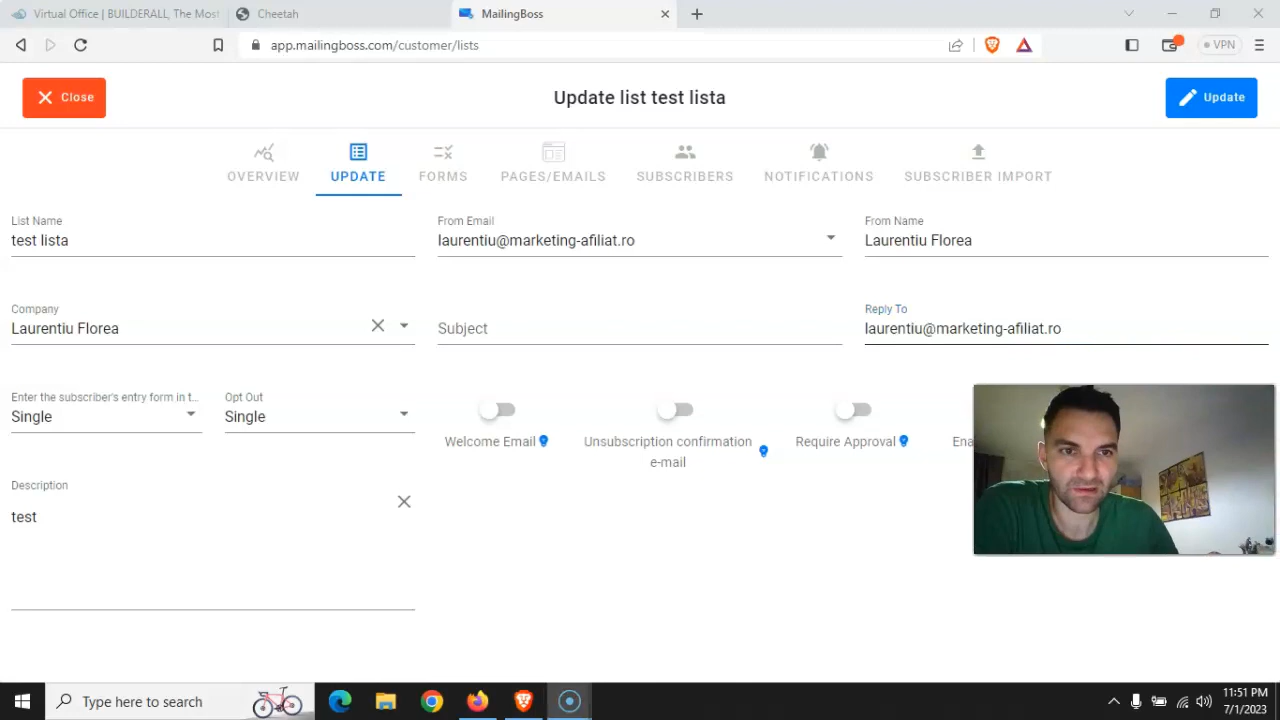 Virtual Office | BUILDERALL, The Most
Cheetah
MailingBoss
app.mailingboss.com/customer/lists
VPN
Close
Update list test lista
Update
OVERVIEW
UPDATE
FORMS
PAGES/EMAILS
SUBSCRIBERS
NOTIFICATIONS
SUBSCRIBER IMPORT
List Name
From Email
From Name
test lista
laurentiu@marketing-afiliat.ro
Laurentiu Florea
Company
Reply To
Laurentiu Florea
Subject
laurentiu@marketing-afiliat.ro
Enter the subscriber's entry form in t...
Opt Out
Single
Single
Welcome Email
Unsubscription confirmation
e-mail
Require Approval
Ena
Description
test
Type here to search
11:51 PM
7/1/2023